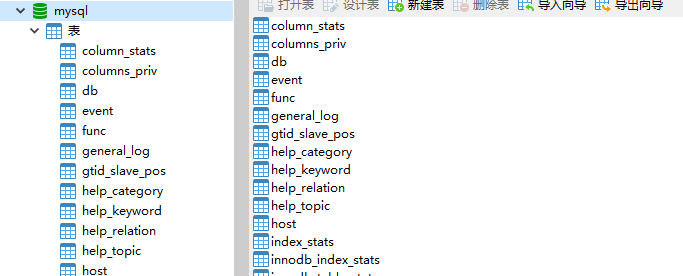 mysql
表
column_stats
columns_priv
db
event
func
general_log
gtid_slave_pos
help_category
help_keyword
help_relation
help_topic
host
打开表 设计表 新建表 删除表 导入向导 导出向导
column_stats
columns_priv
db
event
func
general_log
gtid_slave_pos
help_category
help_keyword
help_relation
help_topic
host
index_stats
innodb_index_stats
innodb_table_stats